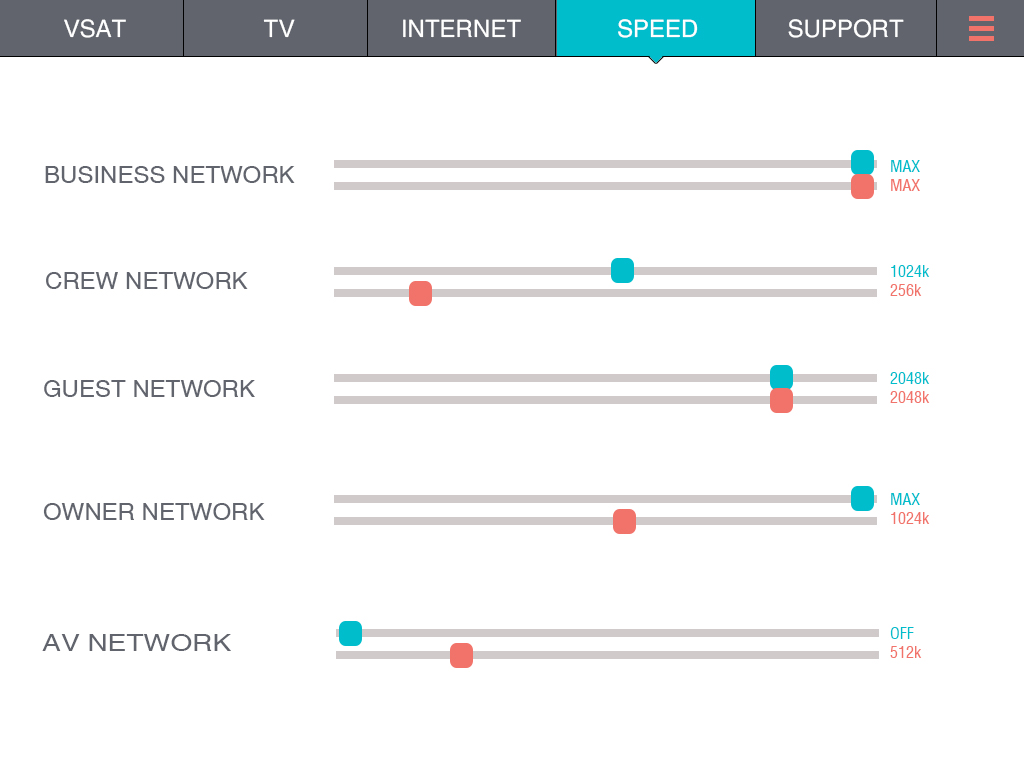 VSAT TV INTERNET SPEED SUPPORT
BUSINESS NETWORK MAX
MAX
CREW NETWORK 1024k
256k
GUEST NETWORK 2048k
2048k
OWNER NETWORK MAX
1024k
AV NETWORK OFF
512k